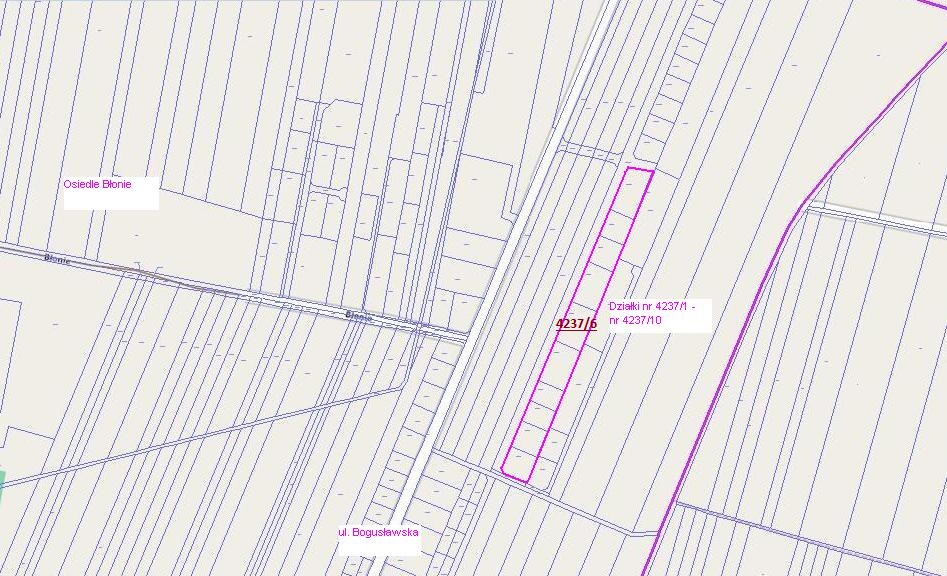 Osiedle Błonie
Błonie
Błonie
Działki nr 4237/1 -
nr 4237/10
4237/6
ul. Bogusławska